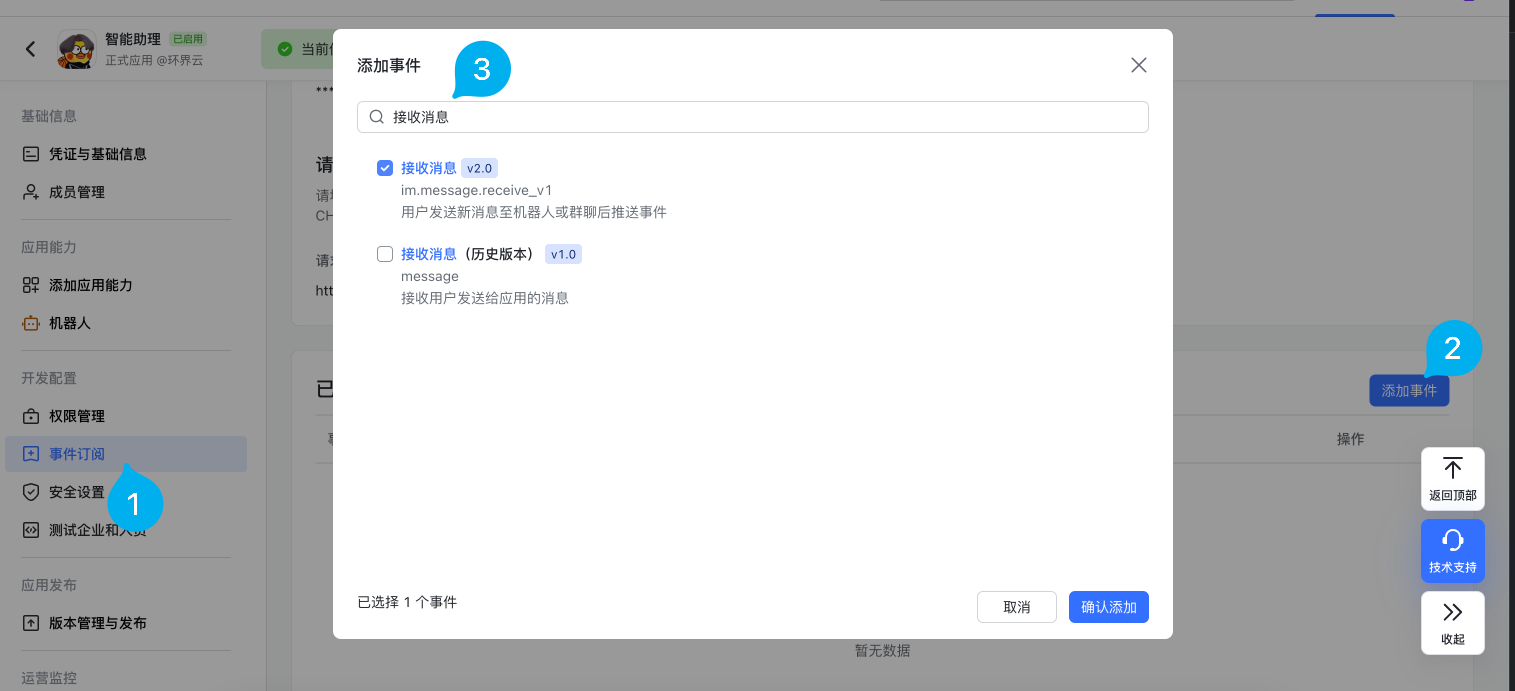 智能助理 已启用
正式应用 @环界云
基础信息
凭证与基础信息
成员管理
应用能力
添加应用能力
机器人
开发配置
权限管理
事件订阅
1
安全设置
测试企业和人员
应用发布
版本管理与发布
运营监控
当前
**
请
请
CH
请
htt
已
添加事件
3
接收消息
接收消息 v2.0
im.message.receive_v1
用户发送新消息至机器人或群聊后推送事件
接收消息（历史版本） v1.0
message
接收用户发送给应用的消息
已选择 1 个事件
取消
确认添加
2
添加事件
操作
暂无数据
返回顶部
技术支持
收起